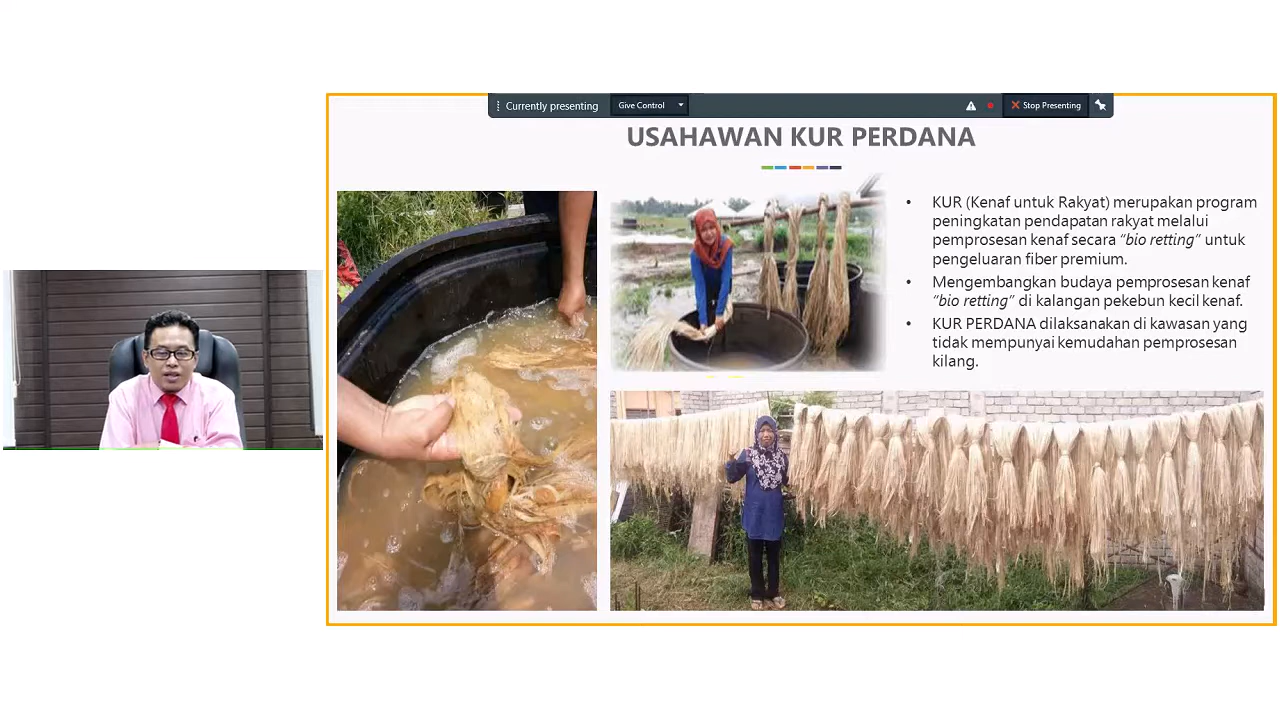 Currently presenting
Give Control
Stop Presenting
USAHAWAN KUR PERDANA
• KUR (Kenaf untuk Rakyat) merupakan program
peningkatan pendapatan rakyat melalui
pemprosesan kenaf secara “bio retting” untuk
pengeluaran fiber premium.
• Mengembangkan budaya pemprosesan kenaf
“bio retting” di kalangan pekebun kecil kenaf.
• KUR PERDANA dilaksanakan di kawasan yang
tidak mempunyai kemudahan pemprosesan
kilang.